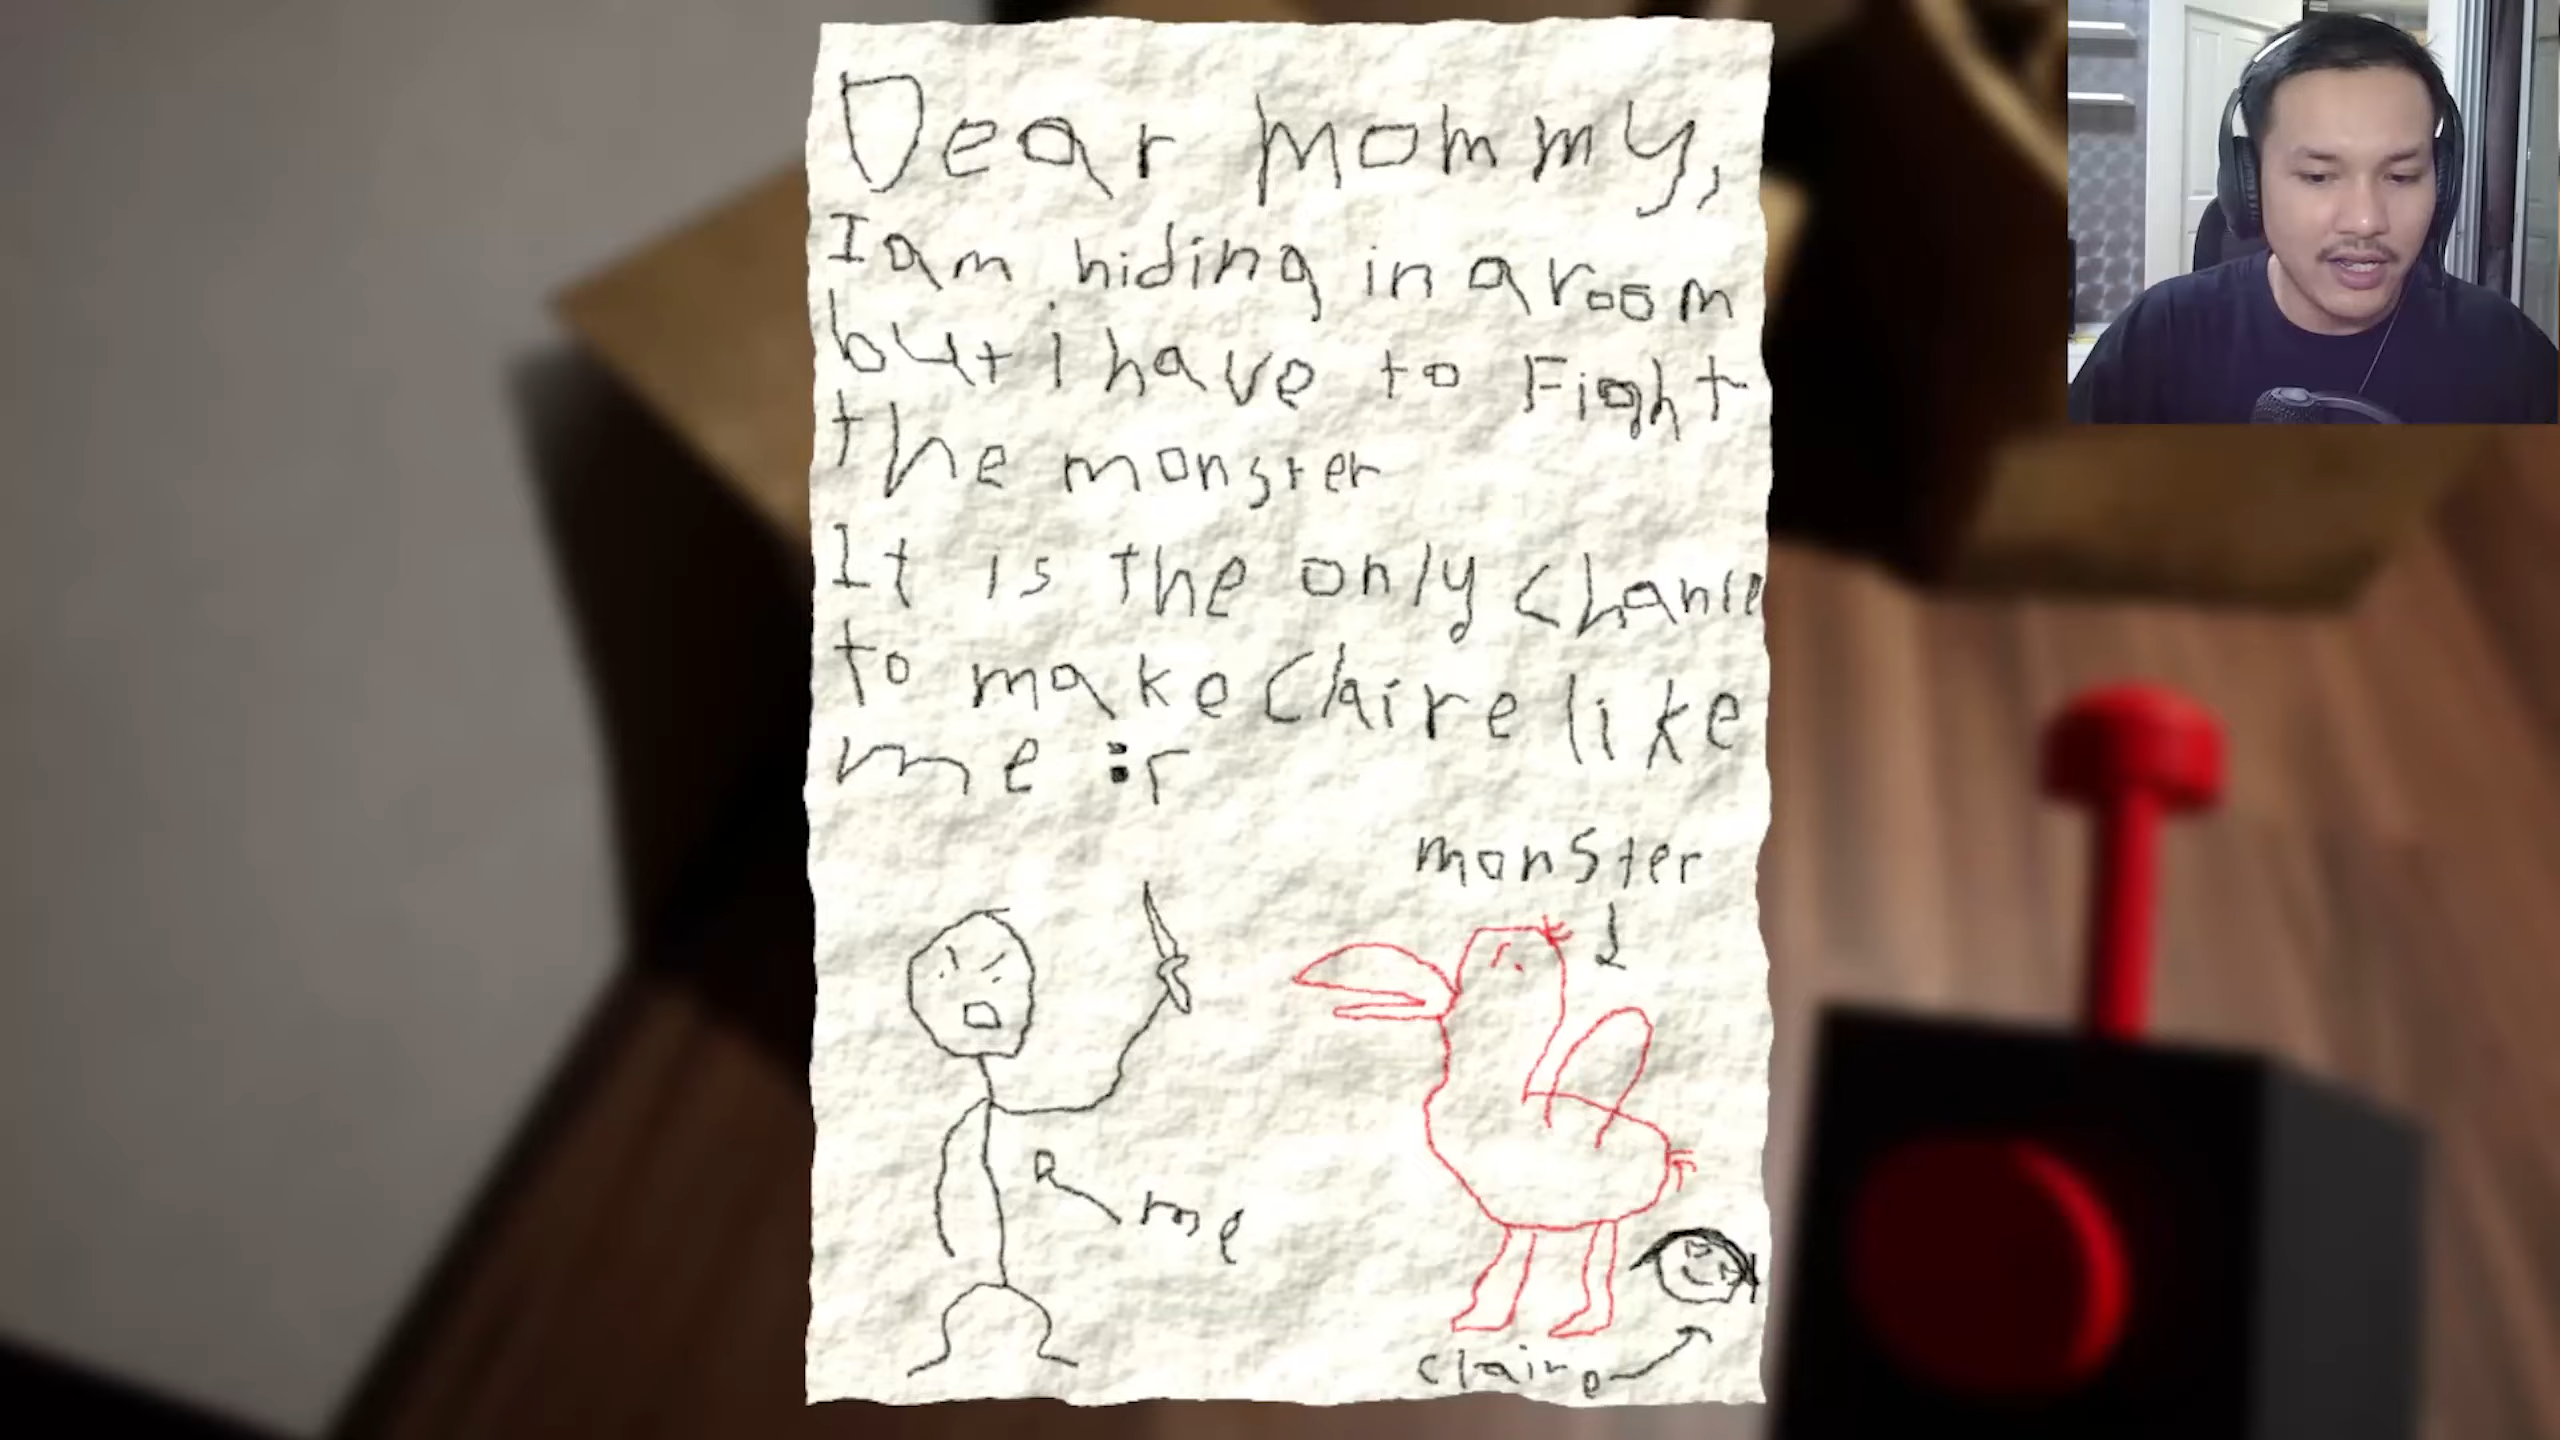 Dear Mommy,
I am hiding in a room
but i have to Fight
the monster
It is the only Chance
to make Claire like
me :r
monster
me
claire